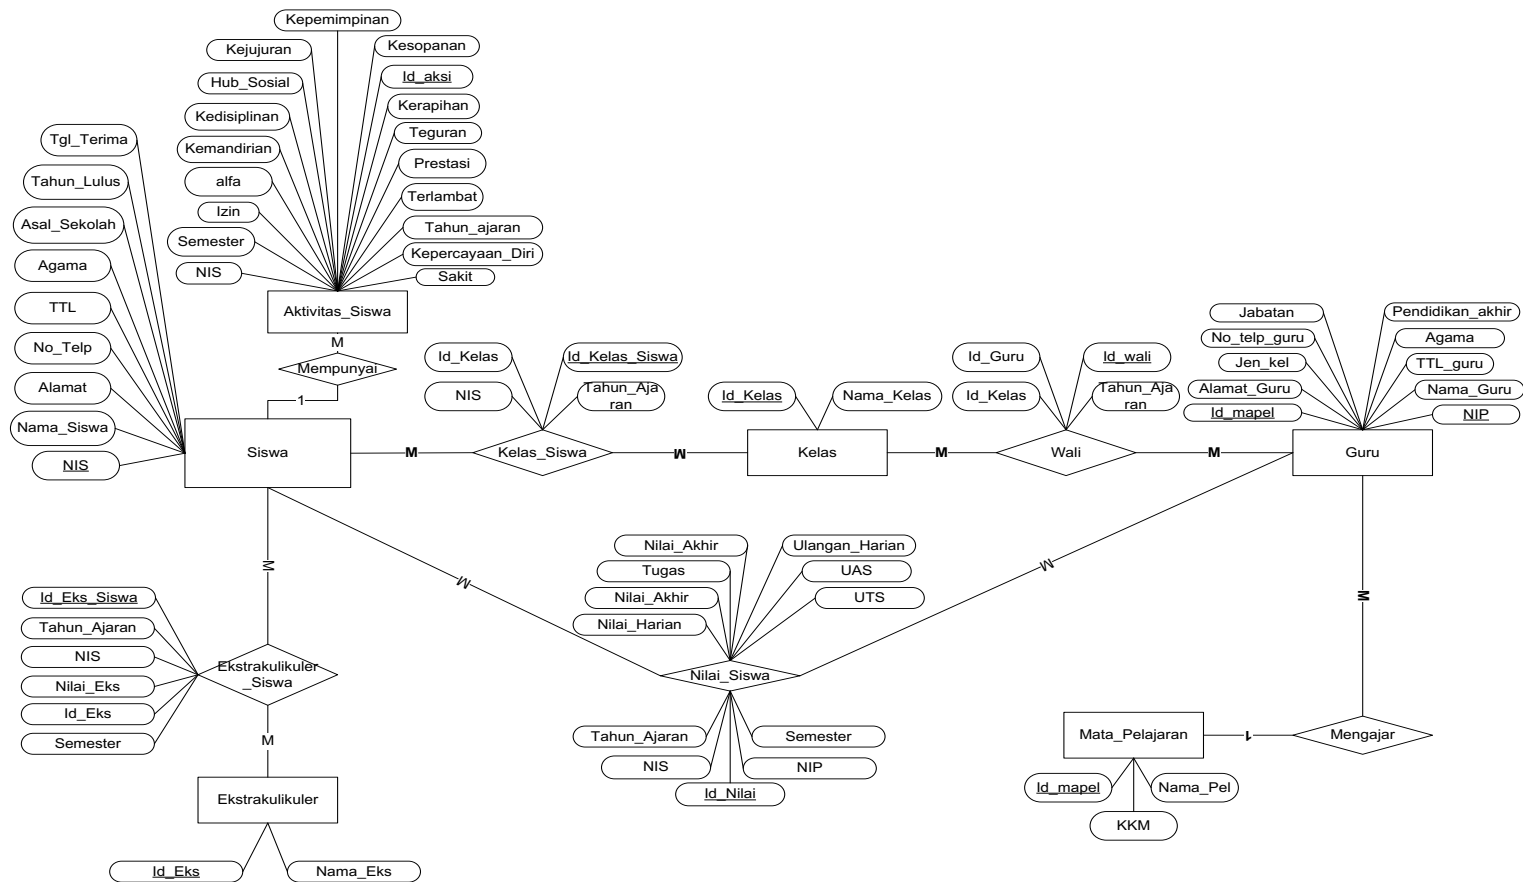 Kepemimpinan
Kejujuran
Kesopanan
Hub_Sosial
Id_aksi
Kedisiplinan
Kerapihan
Kemandirian
Teguran
alfa
Prestasi
Izin
Terlambat
Semester
Tahun_ajaran
NIS
Kepercayaan_Diri
Sakit
Aktivitas_Siswa
M
Mempunyai
1
Tgl_Terima
Tahun_Lulus
Asal_Sekolah
Agama
TTL
No_Telp
Alamat
Nama_Siswa
NIS
Siswa
M
Id_Kelas
Id_Kelas_Siswa
NIS
Tahun_Aja
ran
Kelas_Siswa
M
Id_Kelas
Nama_Kelas
Kelas
M
Id_Guru
Id_wali
Id_Kelas
Tahun_Aja
ran
Wali
M
Jabatan
Pendidikan_akhir
No_telp_guru
Agama
Jen_kel
TTL_guru
Alamat_Guru
Nama_Guru
Id_mapel
NIP
Guru
M
M
M
M
Id_Eks_Siswa
Tahun_Ajaran
NIS
Nilai_Eks
Id_Eks
Semester
Ekstrakulikuler
_Siswa
M
Ekstrakulikuler
Id_Eks
Nama_Eks
Nilai_Akhir
Ulangan_Harian
Tugas
UAS
Nilai_Akhir
UTS
Nilai_Harian
Nilai_Siswa
Tahun_Ajaran
Semester
NIS
NIP
Id_Nilai
Mata_Pelajaran
1
Mengajar
Id_mapel
Nama_Pel
KKM